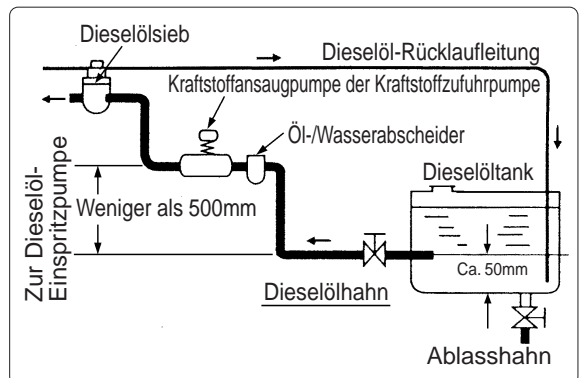 Dieselölsieb
Dieselöl-Rücklaufleitung
Kraftstoffansaugpumpe der Kraftstoffzufuhrpumpe
Öl-/Wasserabscheider
Dieselöltank
Zur Dieselöl-
Einspritzpumpe
Weniger als 500mm
Ca. 50mm
Dieselölhahn
Ablasshahn